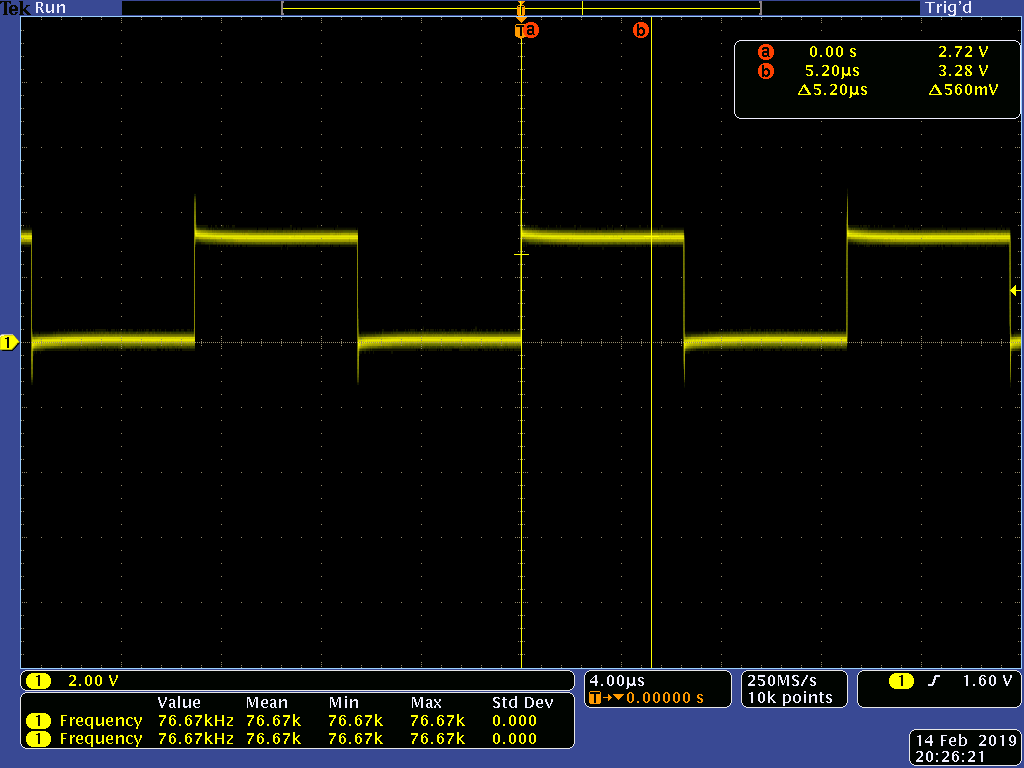 Tek Run Trig'd
T
T a b
a 0.00 s 2.72 V
b 5.20µs 3.28 V
Δ5.20µs Δ560mV
1
1 2.00 V
4.00µs
T→▼0.00000 s
250MS/s
10k points
1 1.60 V
Value Mean Min Max Std Dev
1 Frequency 76.67kHz 76.67k 76.67k 76.67k 0.000
1 Frequency 76.67kHz 76.67k 76.67k 76.67k 0.000
14 Feb 2019
20:26:21